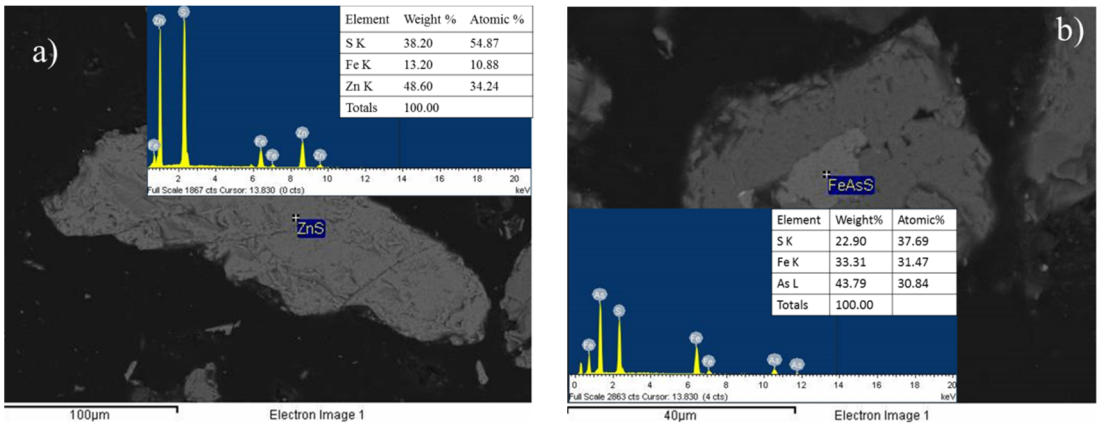 a)
Zn
S
Element Weight % Atomic %
S K 38.20 54.87
Fe K 13.20 10.88
Zn K 48.60 34.24
Totals 100.00
Fe
Fe
Fe
Zn
Zn
2 4 6 8 10 12 14 16 18 20
Full Scale 1867 cts Cursor: 13.830 (0 cts) keV
ZnS
100μm Electron Image 1
b)
FeAsS
Element Weight% Atomic%
S K 22.90 37.69
Fe K 33.31 31.47
As L 43.79 30.84
Totals 100.00
As
S
Fe
Fe
Fe
As
As
0 2 4 6 8 10 12 14 16 18 20
Full Scale 2863 cts Cursor: 13.830 (4 cts) keV
40μm Electron Image 1